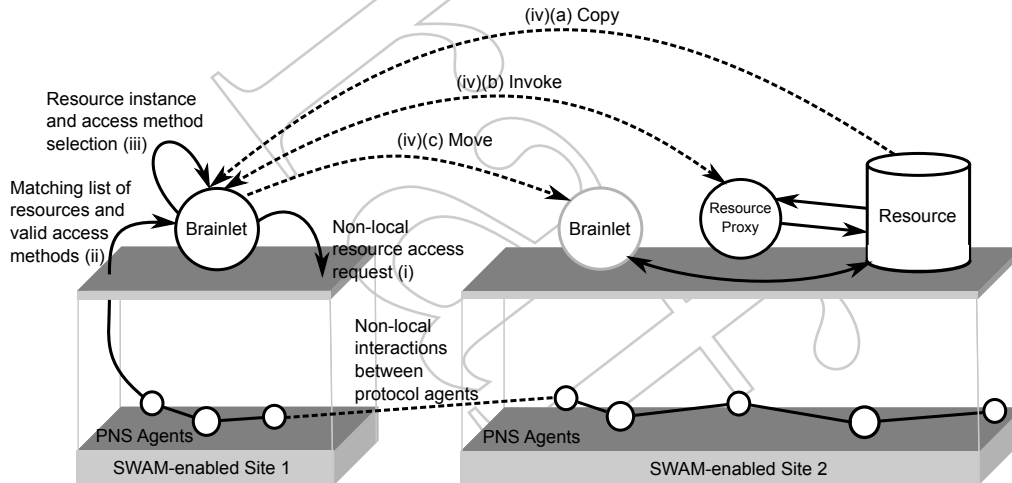 (iv)(a) Copy
(iv)(b) Invoke
(iv)(c) Move
Resource instance
and access method
selection (iii)
Matching list of
resources and
valid access
methods (ii)
Brainlet
Non-local
resource access
request (i)
Brainlet
Resource
Proxy
Resource
Non-local
interactions
between
protocol agents
PNS Agents
SWAM-enabled Site 1
PNS Agents
SWAM-enabled Site 2